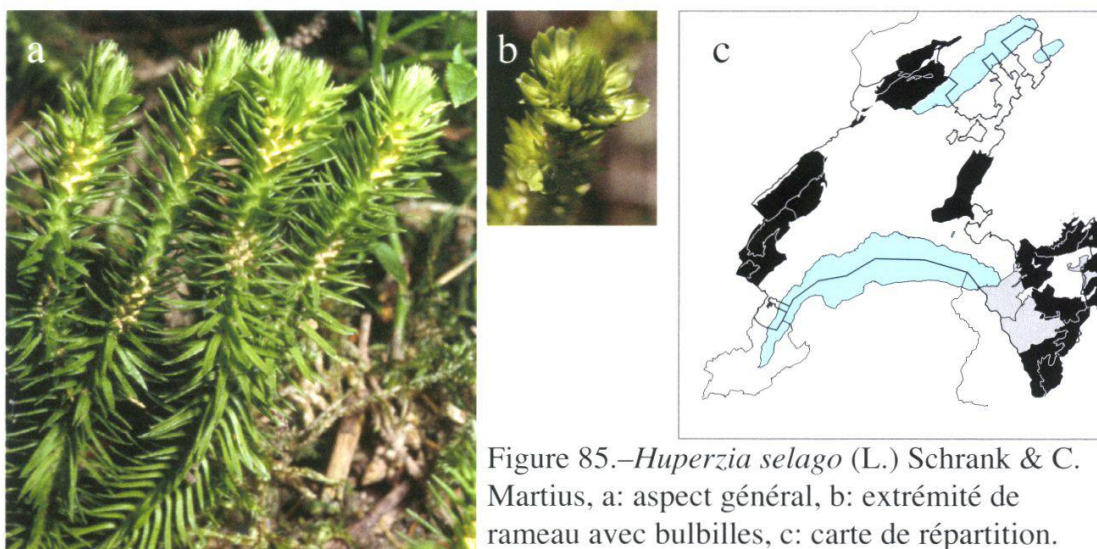 a
b
c
Figure 85.–Huperzia selago (L.) Schrank & C.
Martius, a: aspect général, b: extrémité de
rameau avec bulbilles, c: carte de répartition.